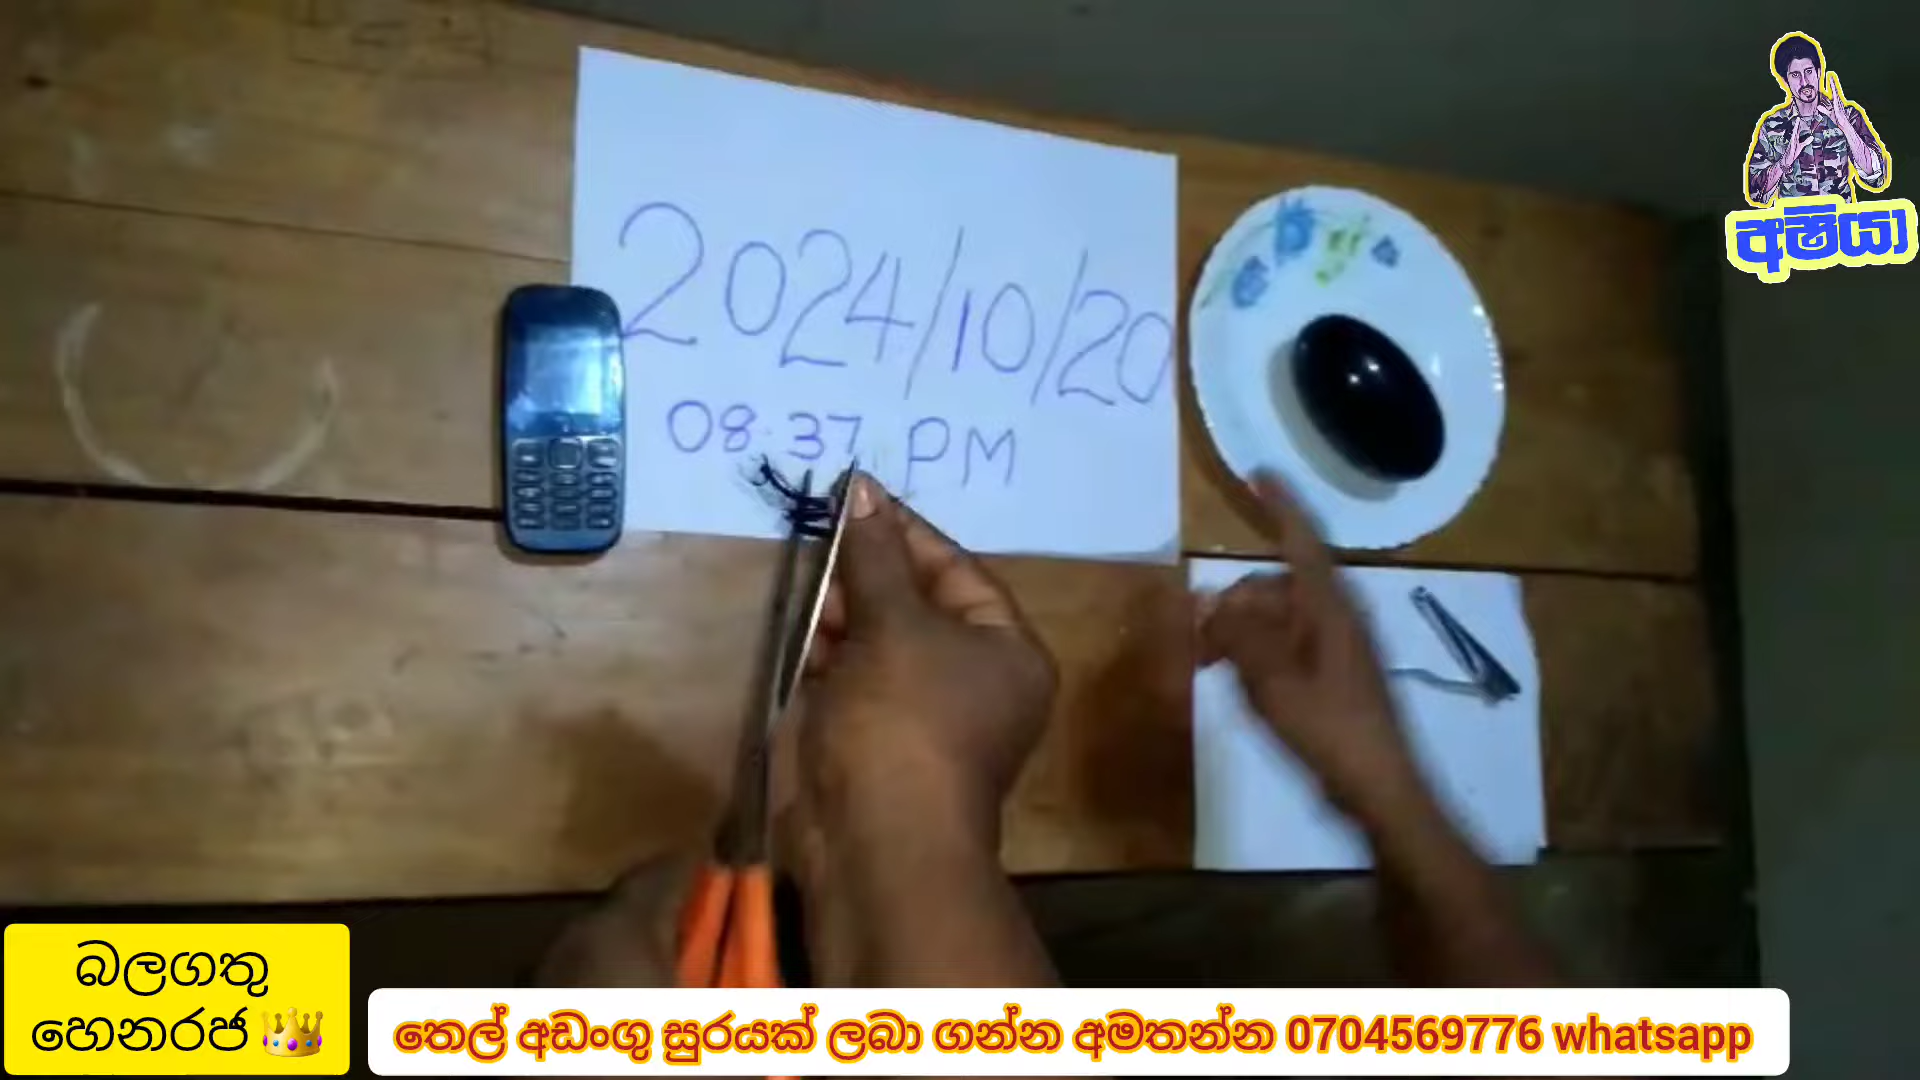 අෂියා
2024/10/20
08:37 PM
බලගතු
හෙනරජ👑
තෙල් අඩංගු සුරයක් ලබා ගන්න අමතන්න 0704569776 whatsapp